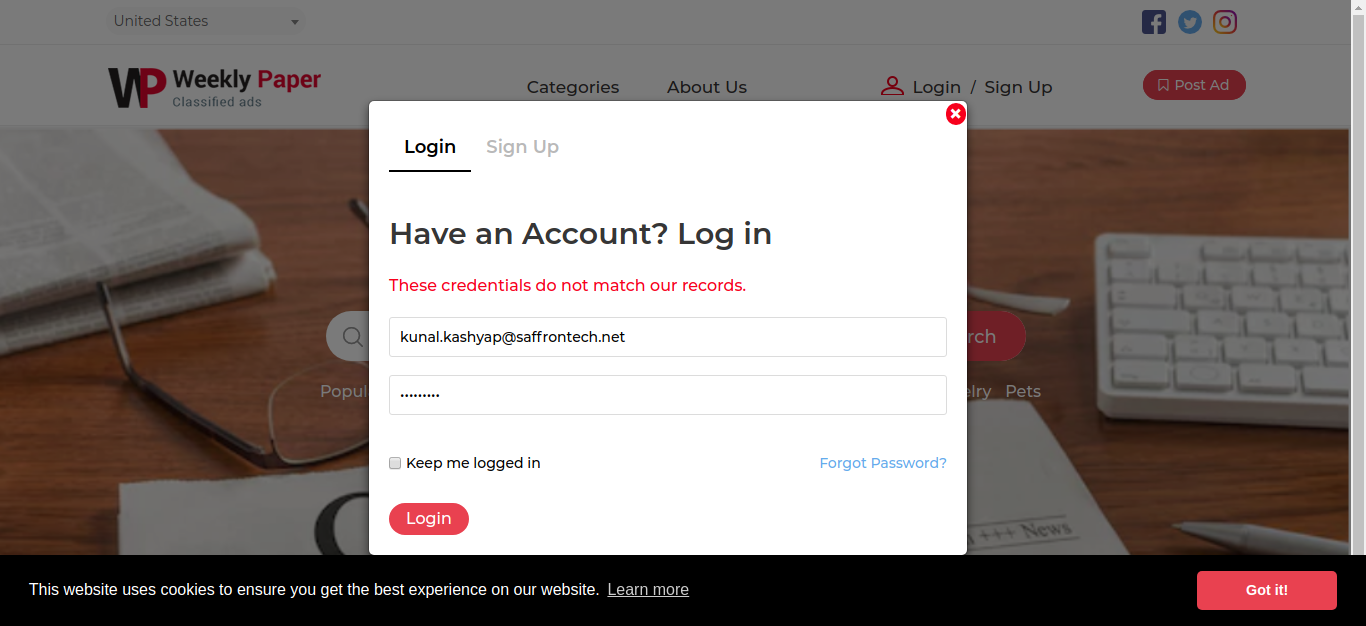 United States
Weekly Paper
Classified ads
Categories
About Us
Login / Sign Up
Post Ad
Login
Sign Up
Have an Account? Log in
These credentials do not match our records.
kunal.kashyap@saffrontech.net
•••••••••
Popul
rch
elry Pets
Keep me logged in
Forgot Password?
Login
News
This website uses cookies to ensure you get the best experience on our website. Learn more
Got it!